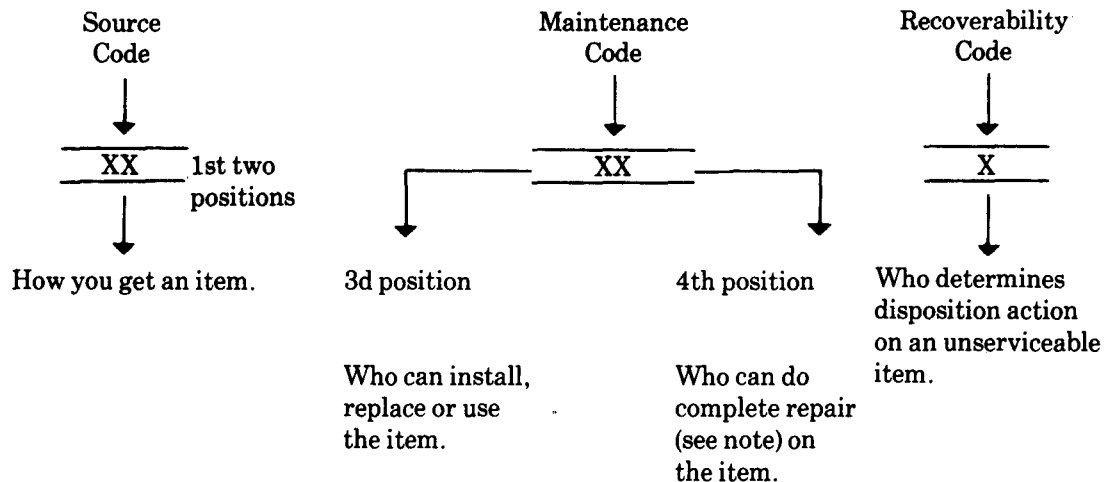 Source
Code
XX
1st two
positions
How you get an item.
Maintenance
Code
XX
3d position
Who can install,
replace or use
the item.
4th position
Who can do
complete repair
(see note) on
the item.
Recoverability
Code
X
Who determines
disposition action
on an unserviceable
item.